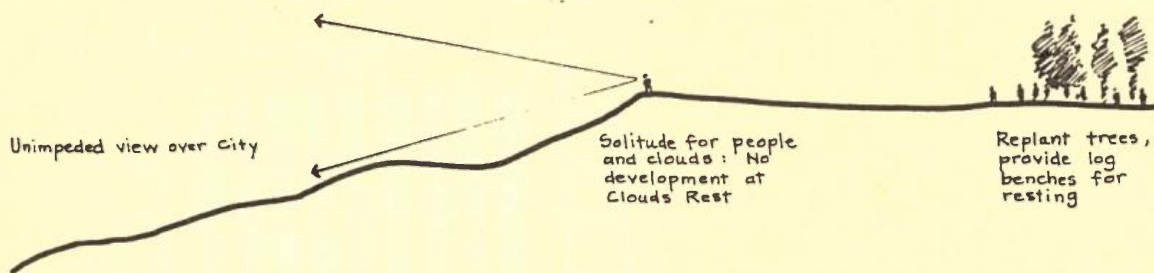 Unimpeded view over City
Solitude for people
and clouds: No
development at
Clouds Rest
Replant trees,
provide log
benches for
resting